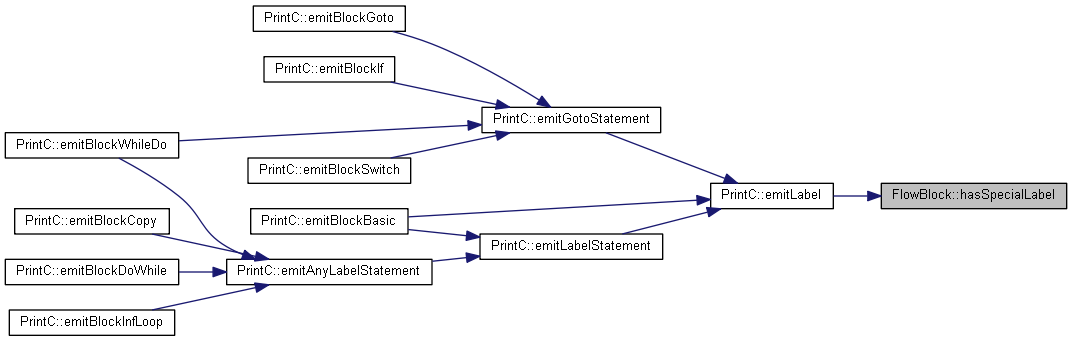 PrintC::emitBlockGoto
PrintC::emitBlockIf
PrintC::emitGotoStatement
PrintC::emitBlockWhileDo
PrintC::emitBlockSwitch
PrintC::emitLabel
FlowBlock::hasSpecialLabel
PrintC::emitBlockCopy
PrintC::emitBlockBasic
PrintC::emitLabelStatement
PrintC::emitBlockDoWhile
PrintC::emitAnyLabelStatement
PrintC::emitBlockInfLoop